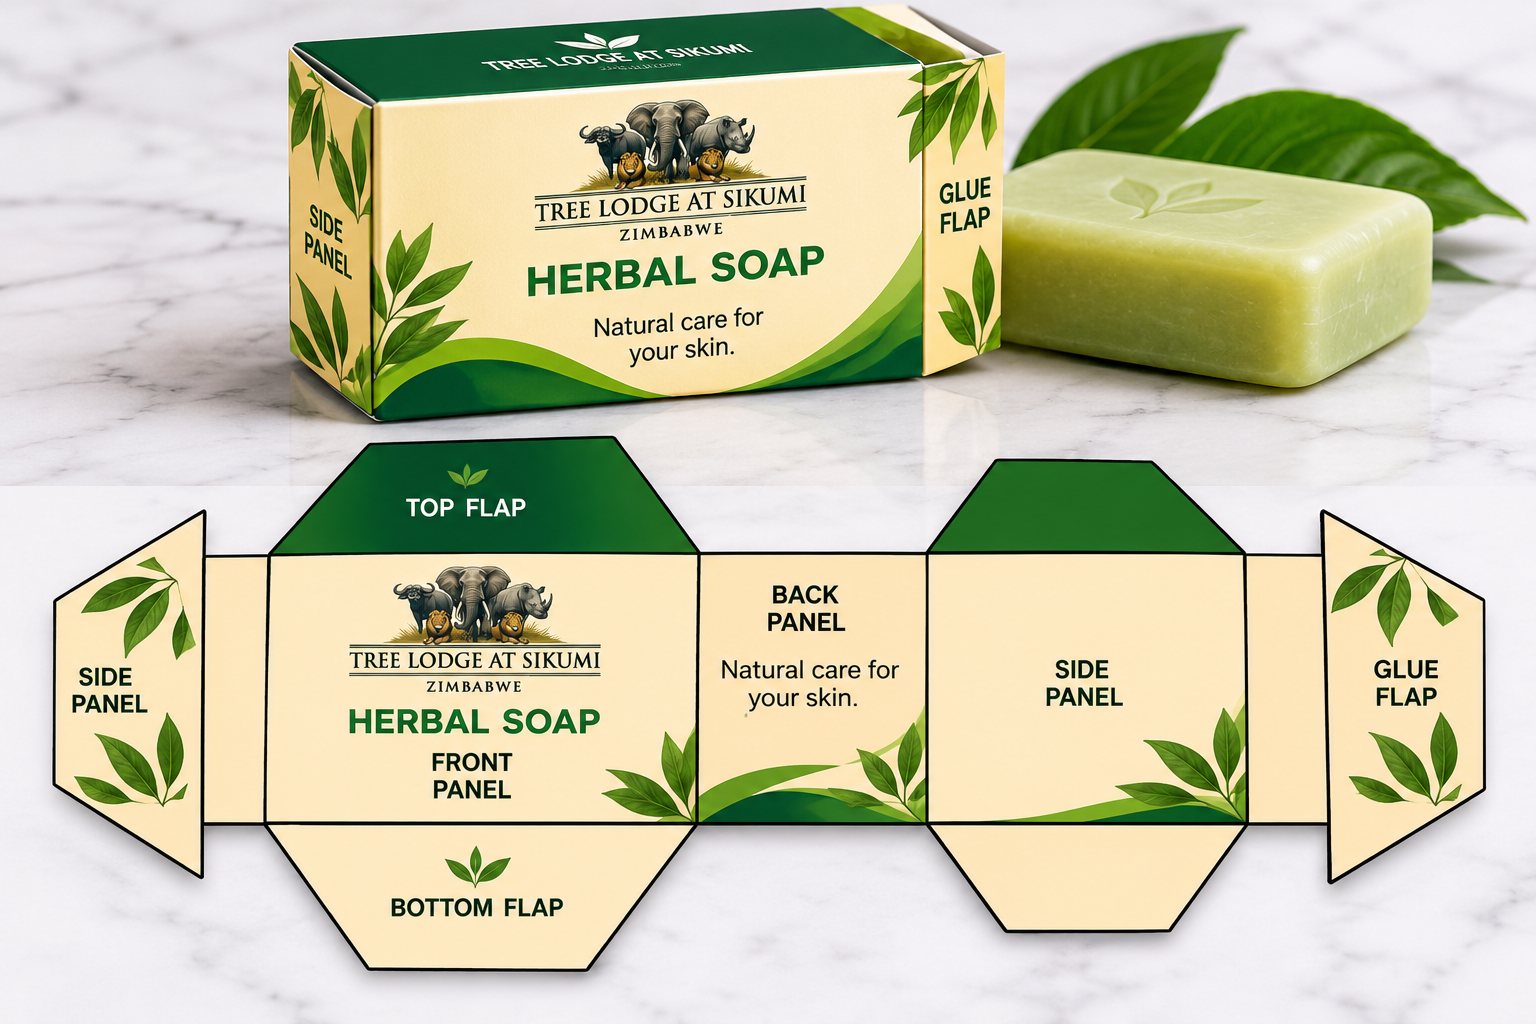 TREE LODGE AT SIKUMI
SIDE
PANEL
TREE LODGE AT SIKUMI
ZIMBABWE
HERBAL SOAP
Natural care for
your skin.
GLUE
FLAP
TOP FLAP
SIDE
PANEL
TREE LODGE AT SIKUMI
ZIMBABWE
HERBAL SOAP
FRONT
PANEL
BACK
PANEL
Natural care for
your skin.
SIDE
PANEL
GLUE
FLAP
BOTTOM FLAP